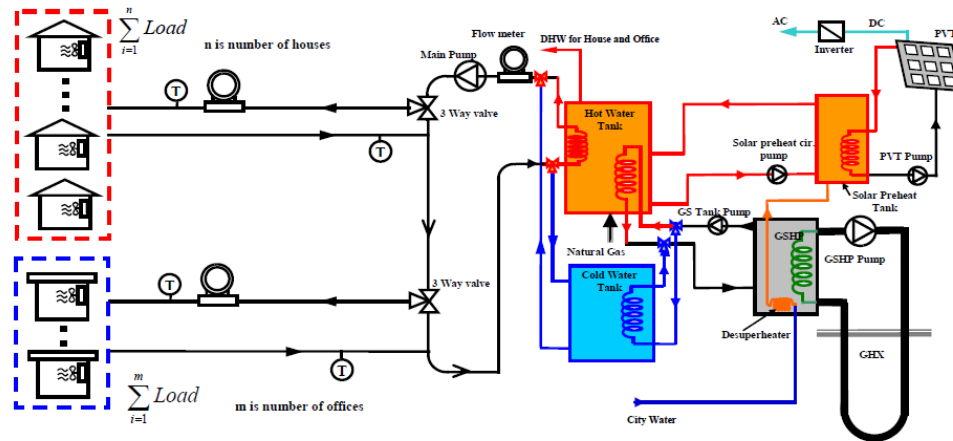 n
∑ Load
i=1
n is number of houses
Flow meter
Main Pump
DHW for House and Office
AC
DC
Inverter
PVT
T
3 Way valve
T
Hot Water
Tank
Solar preheat cir.
pump
PVT Pump
Solar Preheat
Tank
GS Tank Pump
Natural Gas
GSHP
GSHP Pump
Cold Water
Tank
T
3 Way valve
Desuperheater
GHX
T
m
∑ Load
i=1
m is number of offices
City Water